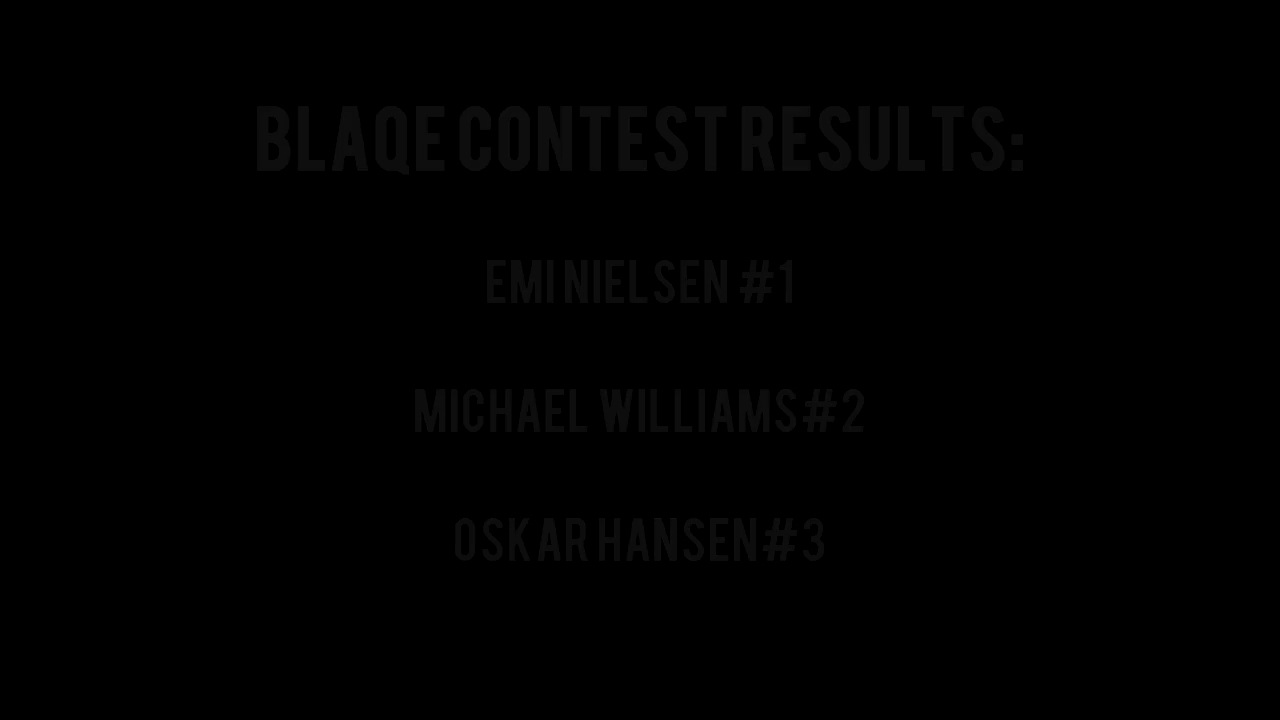 BLAQE CONTEST RESULTS:
EMI NIELSEN #1
MICHAEL WILLIAMS #2
OSKAR HANSEN #3